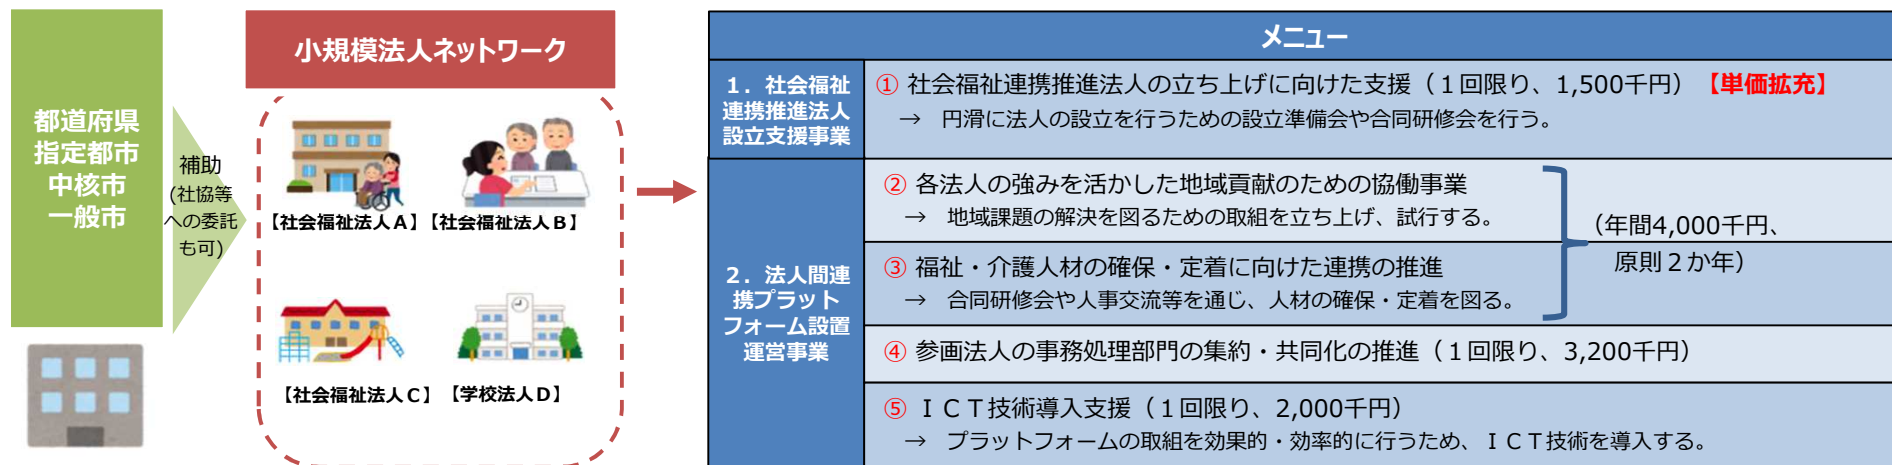 都道府県
指定都市
中核市
一般市
補助
(社協等
への委託
も可)
小規模法人ネットワーク
【社会福祉法人A】
【社会福祉法人B】
【社会福祉法人C】
【学校法人D】
メニュー
1．社会福祉
連携推進法人
設立支援事業
① 社会福祉連携推進法人の立ち上げに向けた支援（１回限り、1,500千円）【単価拡充】
→ 円滑に法人の設立を行うための設立準備会や合同研修会を行う。
2．法人間連
携プラット
フォーム設置
運営事業
② 各法人の強みを活かした地域貢献のための協働事業
→ 地域課題の解決を図るための取組を立ち上げ、試行する。
③ 福祉・介護人材の確保・定着に向けた連携の推進
→ 合同研修会や人事交流等を通じ、人材の確保・定着を図る。
（年間4,000千円、
原則２か年）
④ 参画法人の事務処理部門の集約・共同化の推進（１回限り、3,200千円）
⑤ ＩＣＴ技術導入支援（１回限り、2,000千円）
→ プラットフォームの取組を効果的・効率的に行うため、ＩＣＴ技術を導入する。